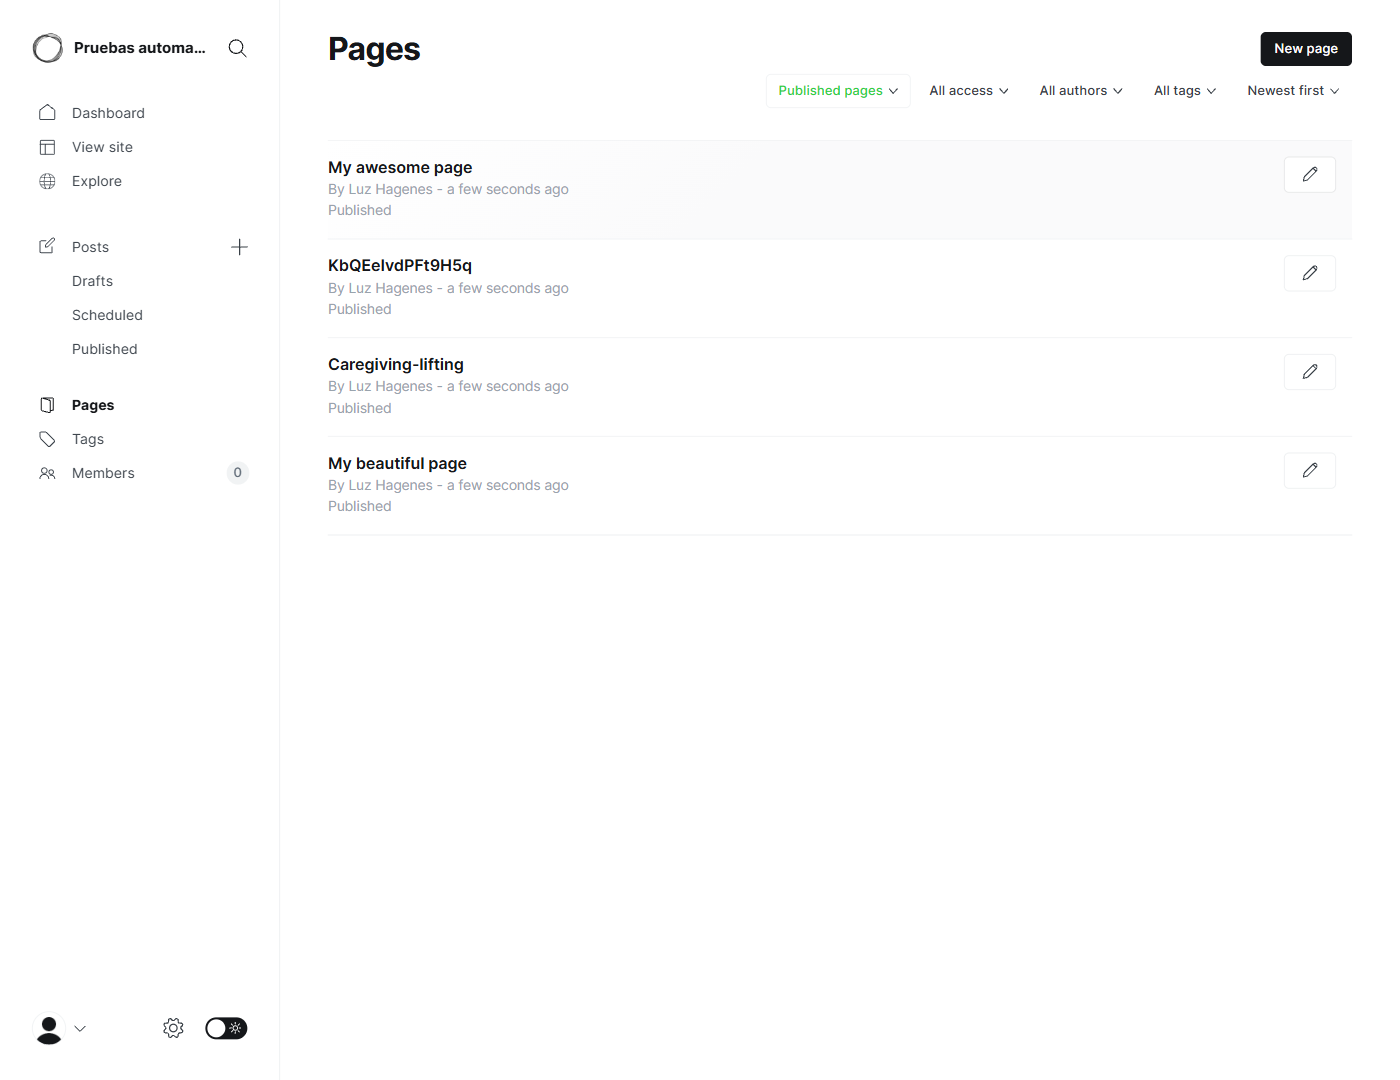 Pruebas automa...
Dashboard
View site
Explore
Posts
Drafts
Scheduled
Published
Pages
Tags
Members 0
Pages
New page
Published pages All access All authors All tags Newest first
My awesome page
By Luz Hagenes - a few seconds ago
Published
KbQEeIvdPFt9H5q
By Luz Hagenes - a few seconds ago
Published
Caregiving-lifting
By Luz Hagenes - a few seconds ago
Published
My beautiful page
By Luz Hagenes - a few seconds ago
Published